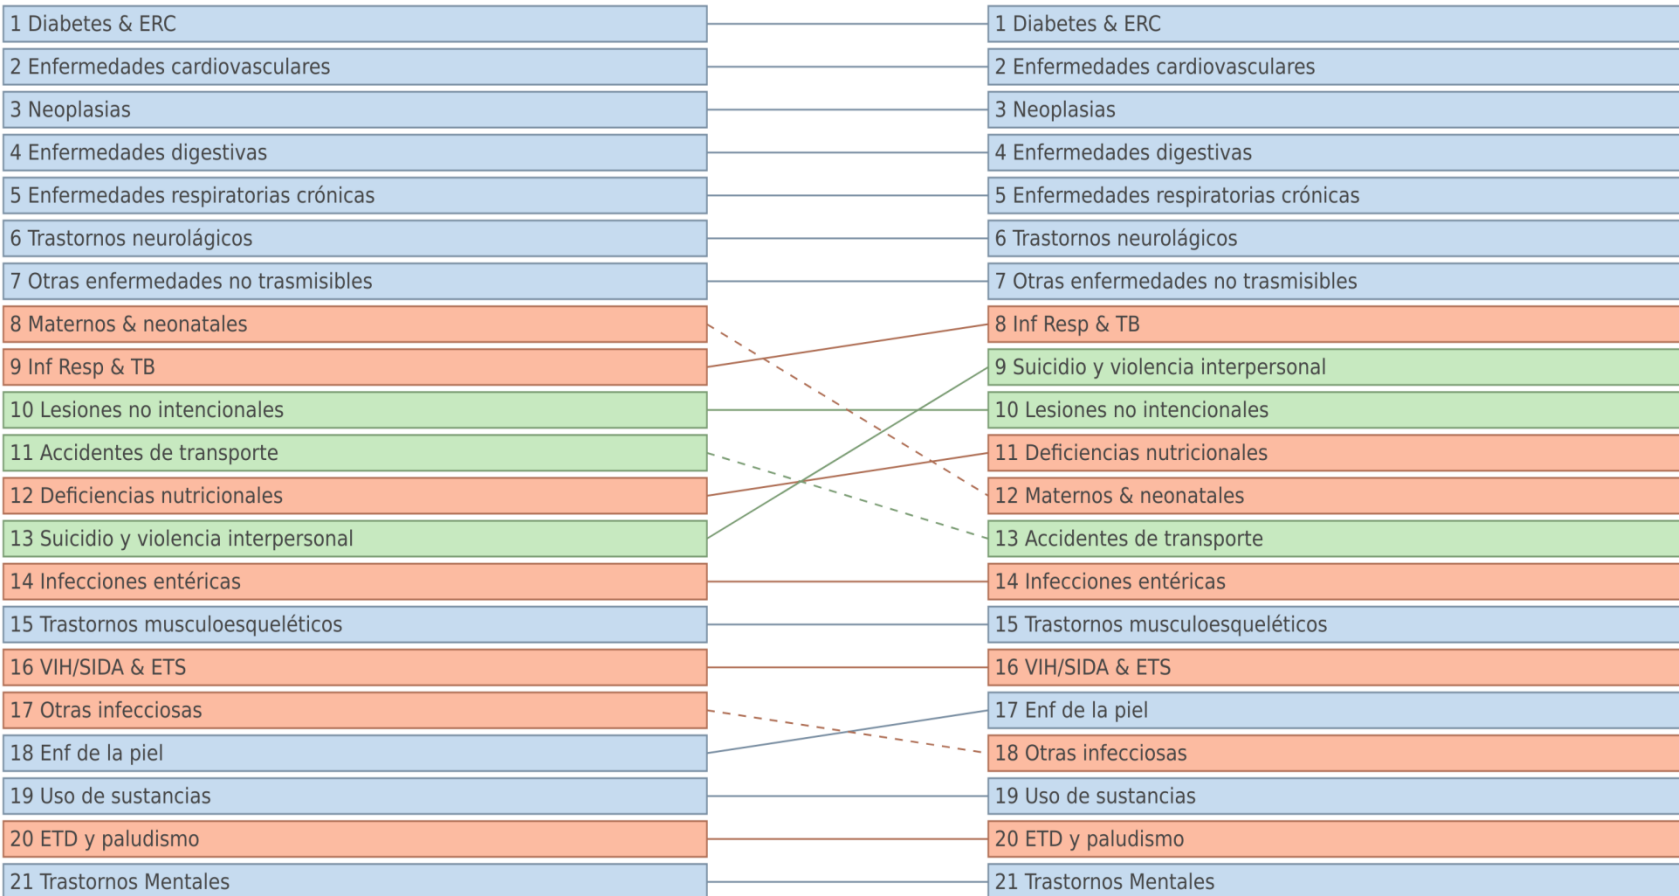 1 Diabetes & ERC
2 Enfermedades cardiovasculares
3 Neoplasias
4 Enfermedades digestivas
5 Enfermedades respiratorias crónicas
6 Trastornos neurolágicos
7 Otras enfermedades no trasmisibles
8 Maternos & neonatales
9 Inf Resp & TB
10 Lesiones no intencionales
11 Accidentes de transporte
12 Deficiencias nutricionales
13 Suicidio y violencia interpersonal
14 Infecciones entéricas
15 Trastornos musculoesqueléticos
16 VIH/SIDA & ETS
17 Otras infecciosas
18 Enf de la piel
19 Uso de sustancias
20 ETD y paludismo
21 Trastornos Mentales
1 Diabetes & ERC
2 Enfermedades cardiovasculares
3 Neoplasias
4 Enfermedades digestivas
5 Enfermedades respiratorias crónicas
6 Trastornos neurolágicos
7 Otras enfermedades no trasmisibles
8 Inf Resp & TB
9 Suicidio y violencia interpersonal
10 Lesiones no intencionales
11 Deficiencias nutricionales
12 Maternos & neonatales
13 Accidentes de transporte
14 Infecciones entéricas
15 Trastornos musculoesqueléticos
16 VIH/SIDA & ETS
17 Enf de la piel
18 Otras infecciosas
19 Uso de sustancias
20 ETD y paludismo
21 Trastornos Mentales